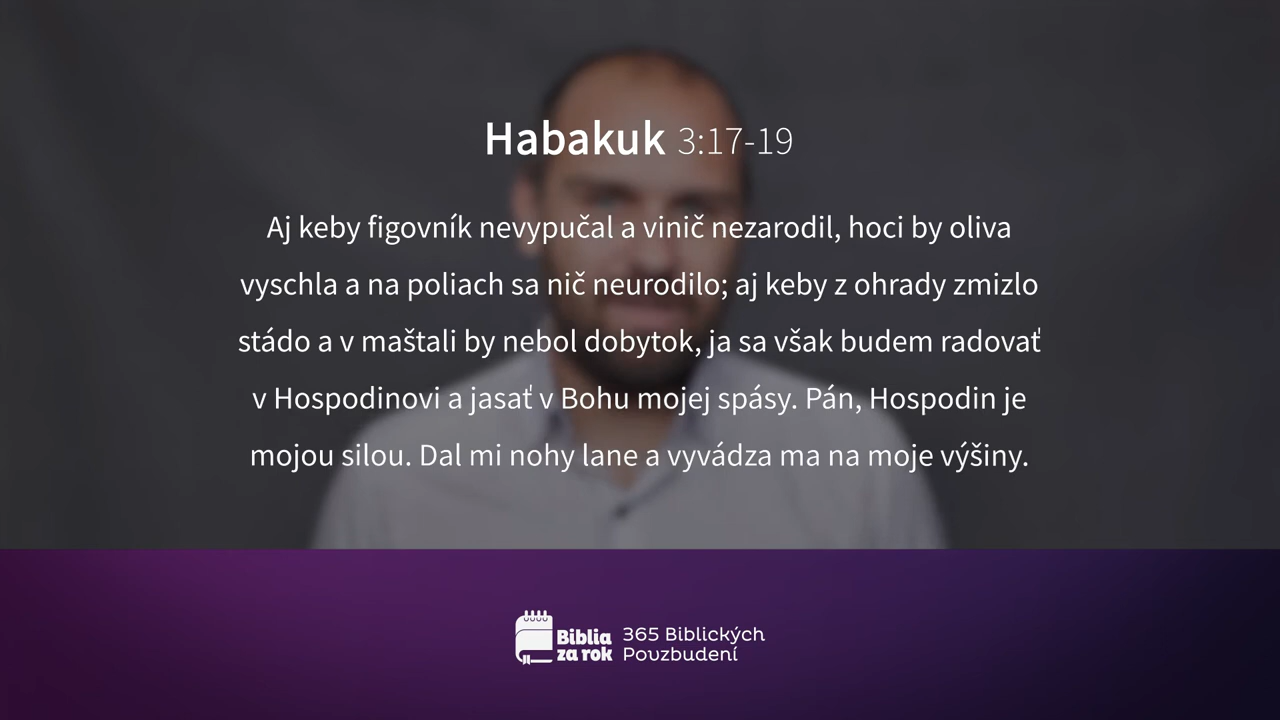 Habakuk 3:17-19
Aj keby figovník nevypučal a vinič nezarodil, hoci by oliva
vyschla a na poliach sa nič neurodilo; aj keby z ohrady zmizlo
stádo a v maštali by nebol dobytok, ja sa však budem radovať
v Hospodinovi a jasať v Bohu mojej spásy. Pán, Hospodin je
mojou silou. Dal mi nohy lane a vyvádza ma na moje výšiny.
Biblia
za rok
365 Biblických
Povzbudení